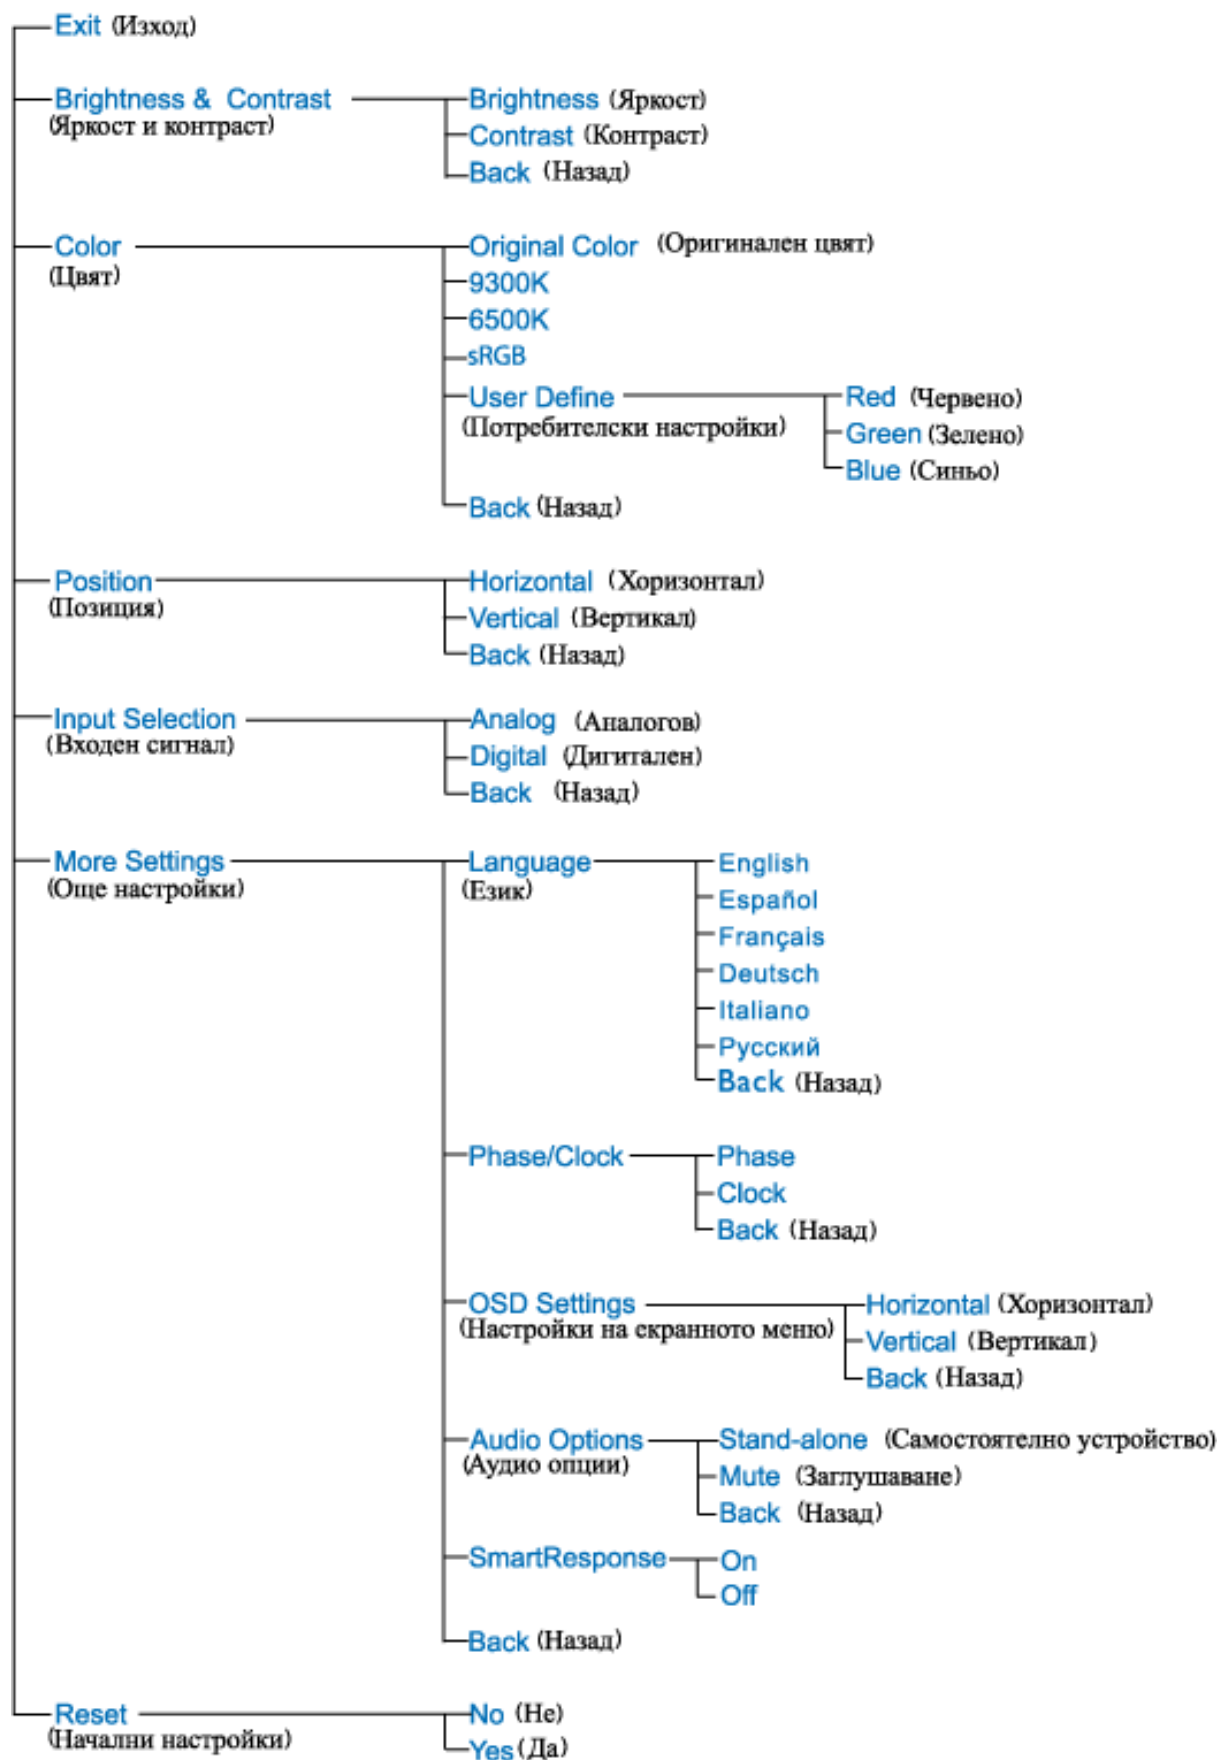 Exit (Изход)
Brightness & Contrast
(Яркост и контраст)
Brightness (Яркост)
Contrast (Контраст)
Back (Назад)
Color
(Цвят)
Original Color (Оригинален цвят)
9300K
6500K
sRGB
User Define
(Потребителски настройки)
Red (Червено)
Green (Зелено)
Blue (Синьо)
Back (Назад)
Position
(Позиция)
Horizontal (Хоризонтал)
Vertical (Вертикал)
Back (Назад)
Input Selection
(Входен сигнал)
Analog (Аналогов)
Digital (Дигитален)
Back (Назад)
More Settings
(Още настройки)
Language
(Език)
English
Español
Français
Deutsch
Italiano
Русский
Back (Назад)
Phase/Clock
Phase
Clock
Back (Назад)
OSD Settings
(Настройки на екранното меню)
Horizontal (Хоризонтал)
Vertical (Вертикал)
Back (Назад)
Audio Options
(Аудио опции)
Stand-alone (Самостоятелно устройство)
Mute (Заглушаване)
Back (Назад)
SmartResponse
On
Off
Back (Назад)
Reset
(Начални настройки)
No (Не)
Yes (Да)